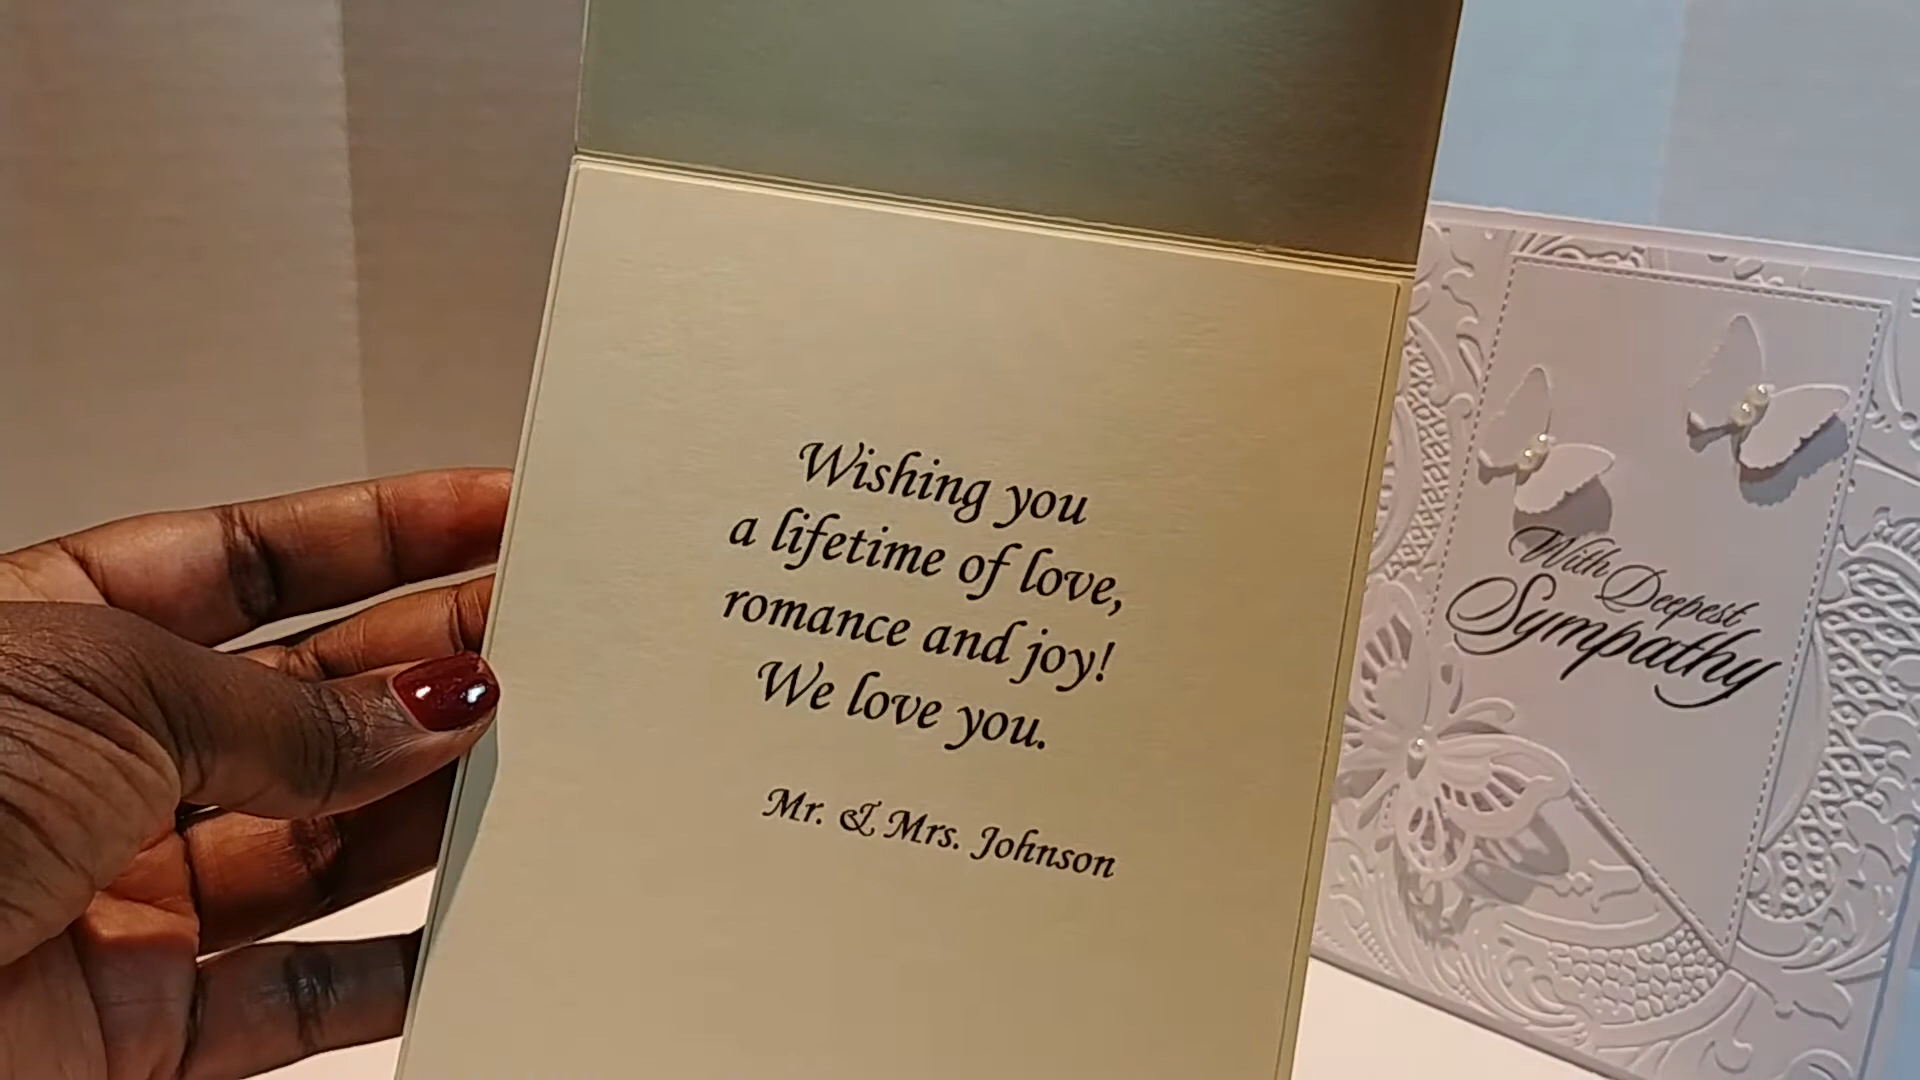 Wishing you
a lifetime of love,
romance and joy!
We love you.
Mr. & Mrs. Johnson
With Deepest
Sympathy